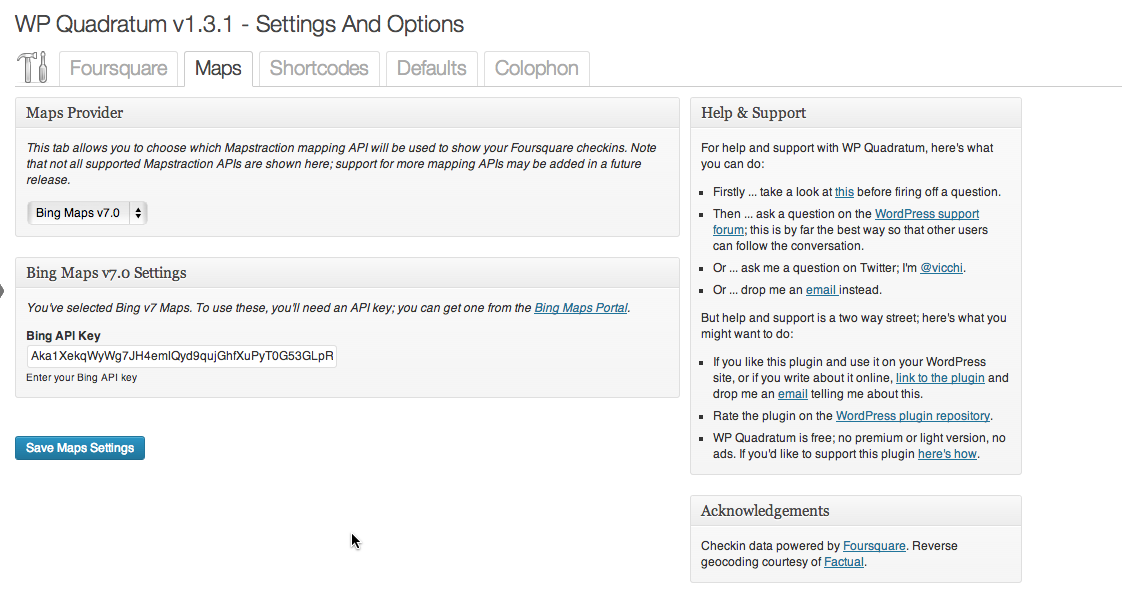 WP Quadratum v1.3.1 - Settings And Options
Foursquare
Maps
Shortcodes
Defaults
Colophon
Maps Provider
This tab allows you to choose which Mapstraction mapping API will be used to show your Foursquare checkins. Note
that not all supported Mapstraction APIs are shown here; support for more mapping APIs may be added in a future
release.
Bing Maps v7.0
Bing Maps v7.0 Settings
You've selected Bing v7 Maps. To use these, you'll need an API key; you can get one from the Bing Maps Portal.
Bing API Key
Aka1XekqWyWg7JH4emIQyd9qujGhfXuPyT0G53GLpR
Enter your Bing API key
Save Maps Settings
Help & Support
For help and support with WP Quadratum, here's what
you can do:
Firstly ... take a look at this before firing off a question.
Then ... ask a question on the WordPress support
forum; this is by far the best way so that other users
can follow the conversation.
Or ... ask me a question on Twitter; I'm @vicchi.
Or ... drop me an email instead.
But help and support is a two way street; here's what you
might want to do:
If you like this plugin and use it on your WordPress
site, or if you write about it online, link to the plugin and
drop me an email telling me about this.
Rate the plugin on the WordPress plugin repository.
WP Quadratum is free; no premium or light version, no
ads. If you'd like to support this plugin here's how.
Acknowledgements
Checkin data powered by Foursquare. Reverse
geocoding courtesy of Factual.